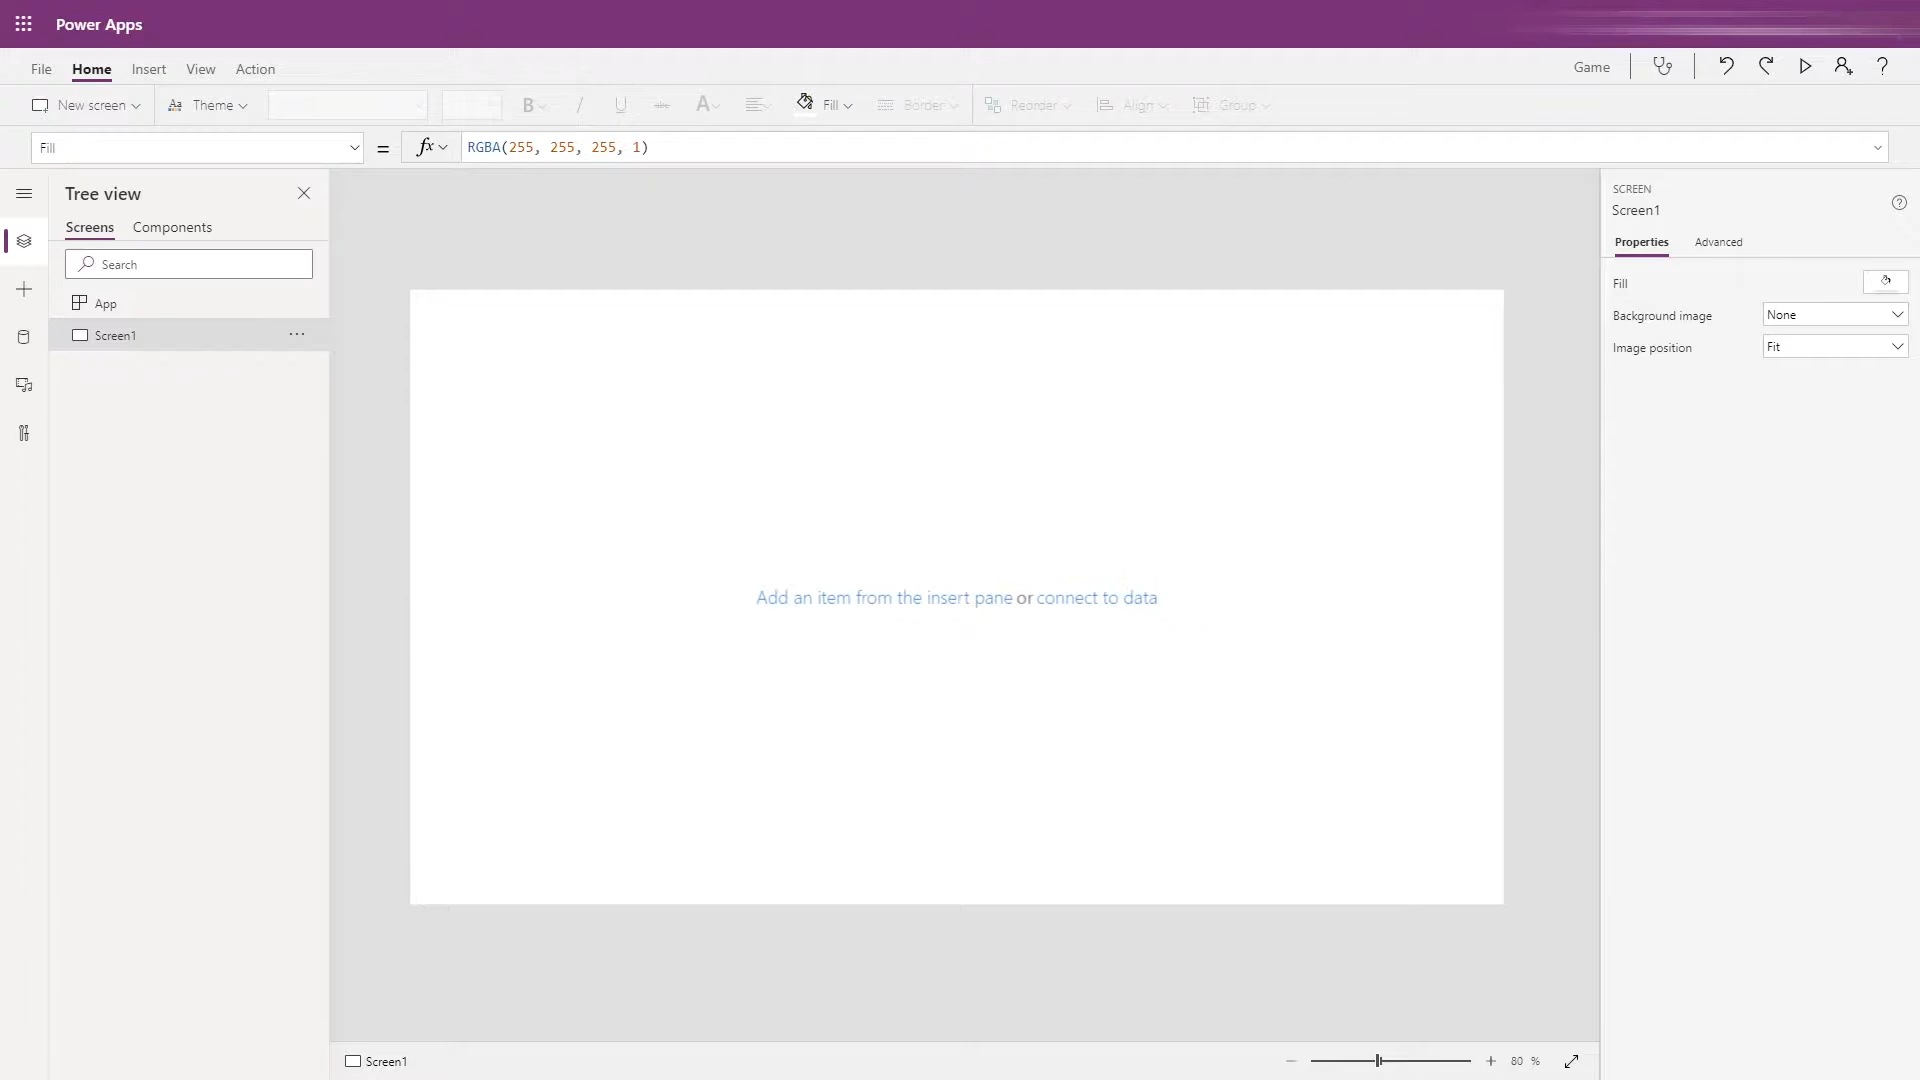 Power Apps
File Home Insert View Action Game
New screen Theme B / U abc A Fill Border Reorder Align Group
Fill = fx RGBA(255, 255, 255, 1)
Tree view
Screens Components
Search
App
Screen1
Add an item from the insert pane or connect to data
SCREEN
Screen1
Properties Advanced
Fill
Background image None
Image position Fit
Screen1 80 %